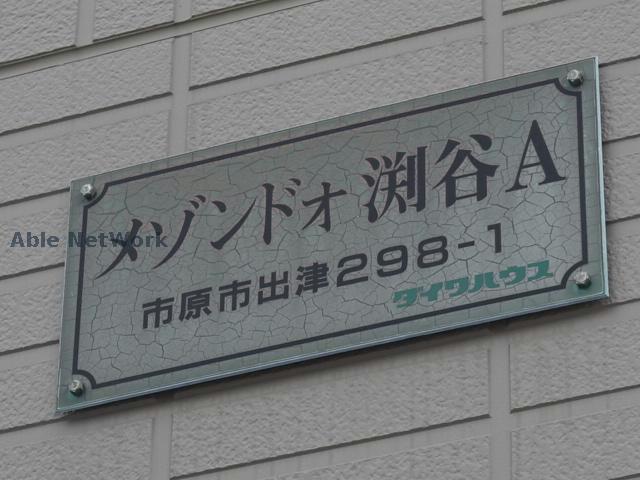 メゾンドォ渕谷A
市原市出津298-1
ダイワハウス
Able NetWork